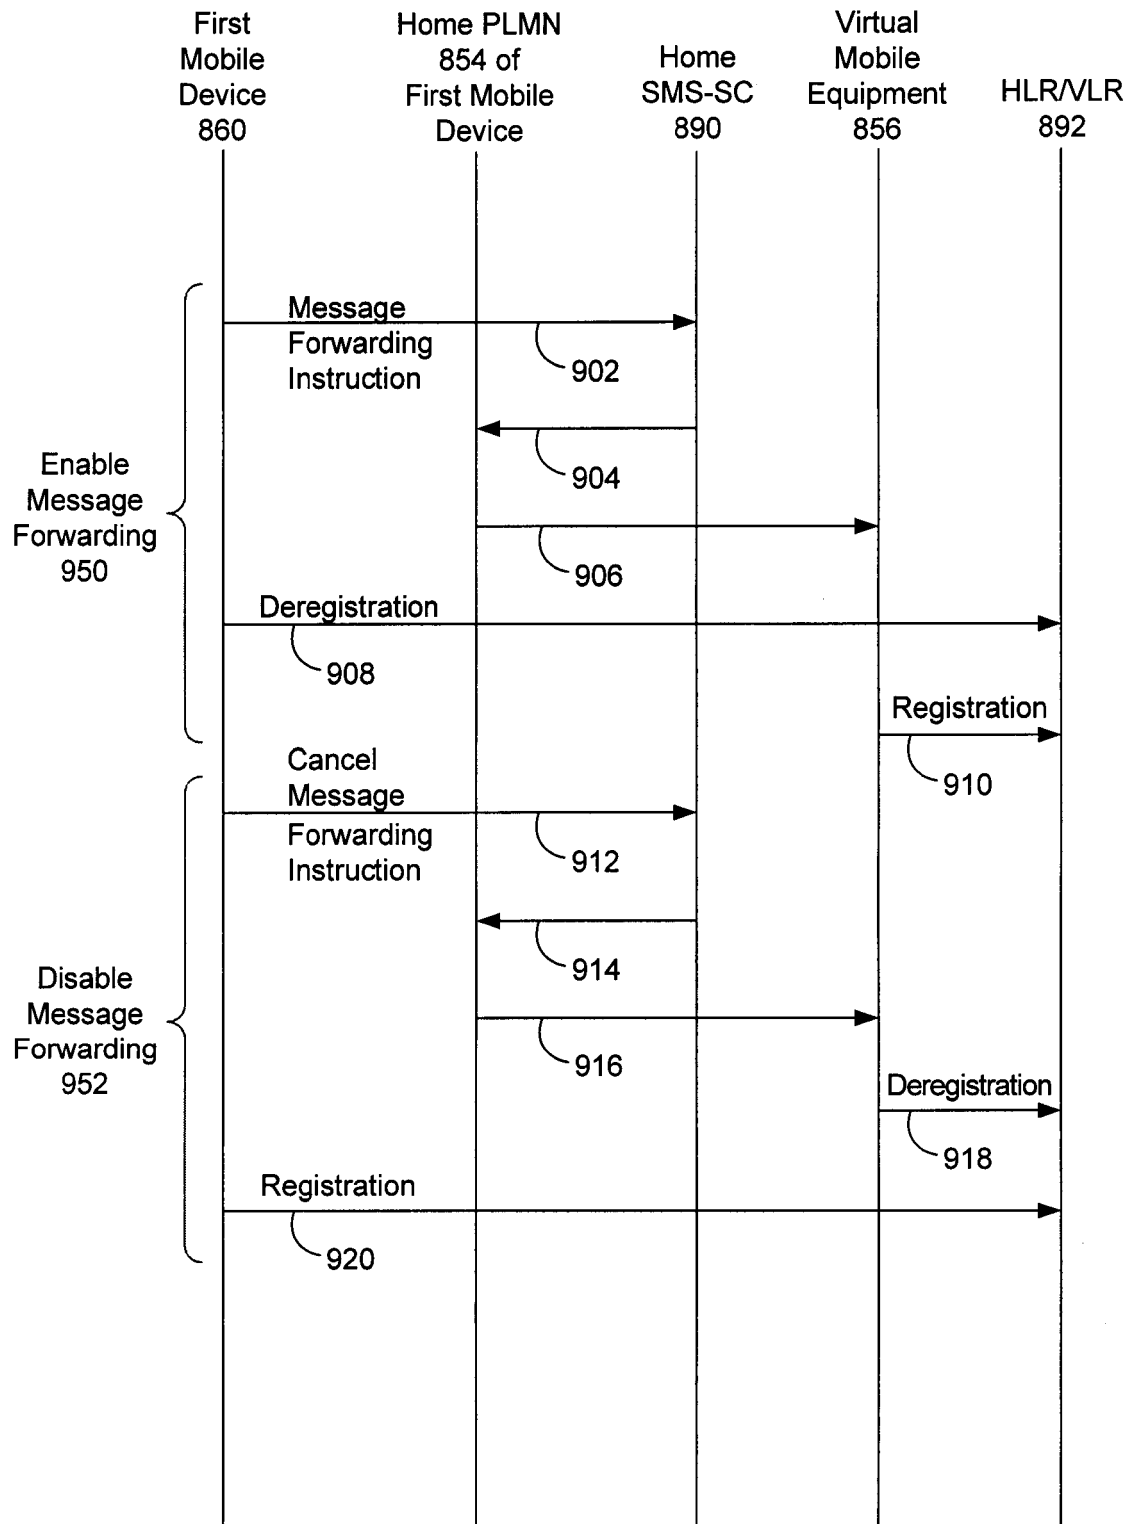 First
Mobile
Device
860
Home PLMN
854 of
First Mobile
Device
Home
SMS-SC
890
Virtual
Mobile
Equipment
856
HLR/VLR
892
Message
Forwarding
Instruction
902
904
Enable
Message
Forwarding
950
906
Deregistration
908
Registration
910
Cancel
Message
Forwarding
Instruction
912
914
Disable
Message
Forwarding
952
916
Deregistration
918
Registration
920